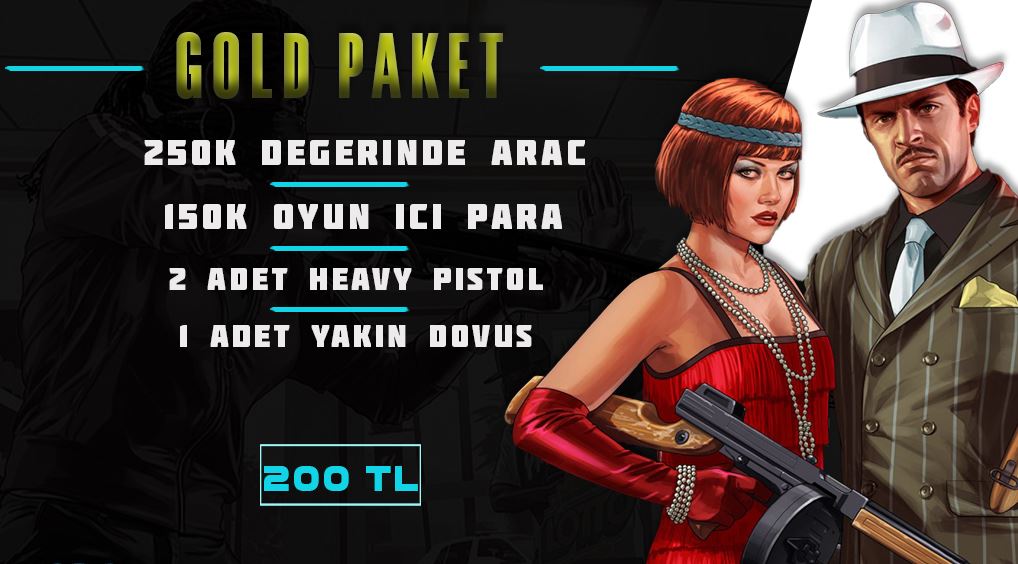 GOLD PAKET
250K DEGERINDE ARAC
150K OYUN ICI PARA
2 ADET HEAVY PISTOL
1 ADET YAKIN DOVUS
200 TL